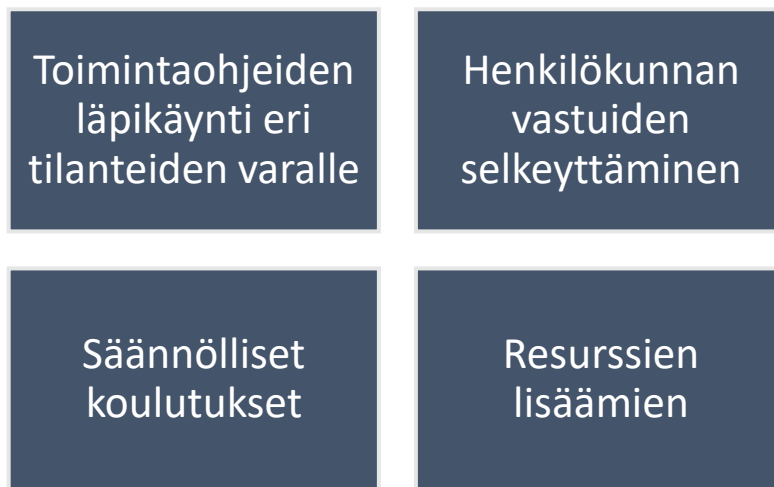 Toimintaohjeiden
läpikäynti eri
tilanteiden varalle
Henkilökunnan
vastuiden
selkeyttäminen
Säännölliset
koulutukset
Resurssien
lisäämien